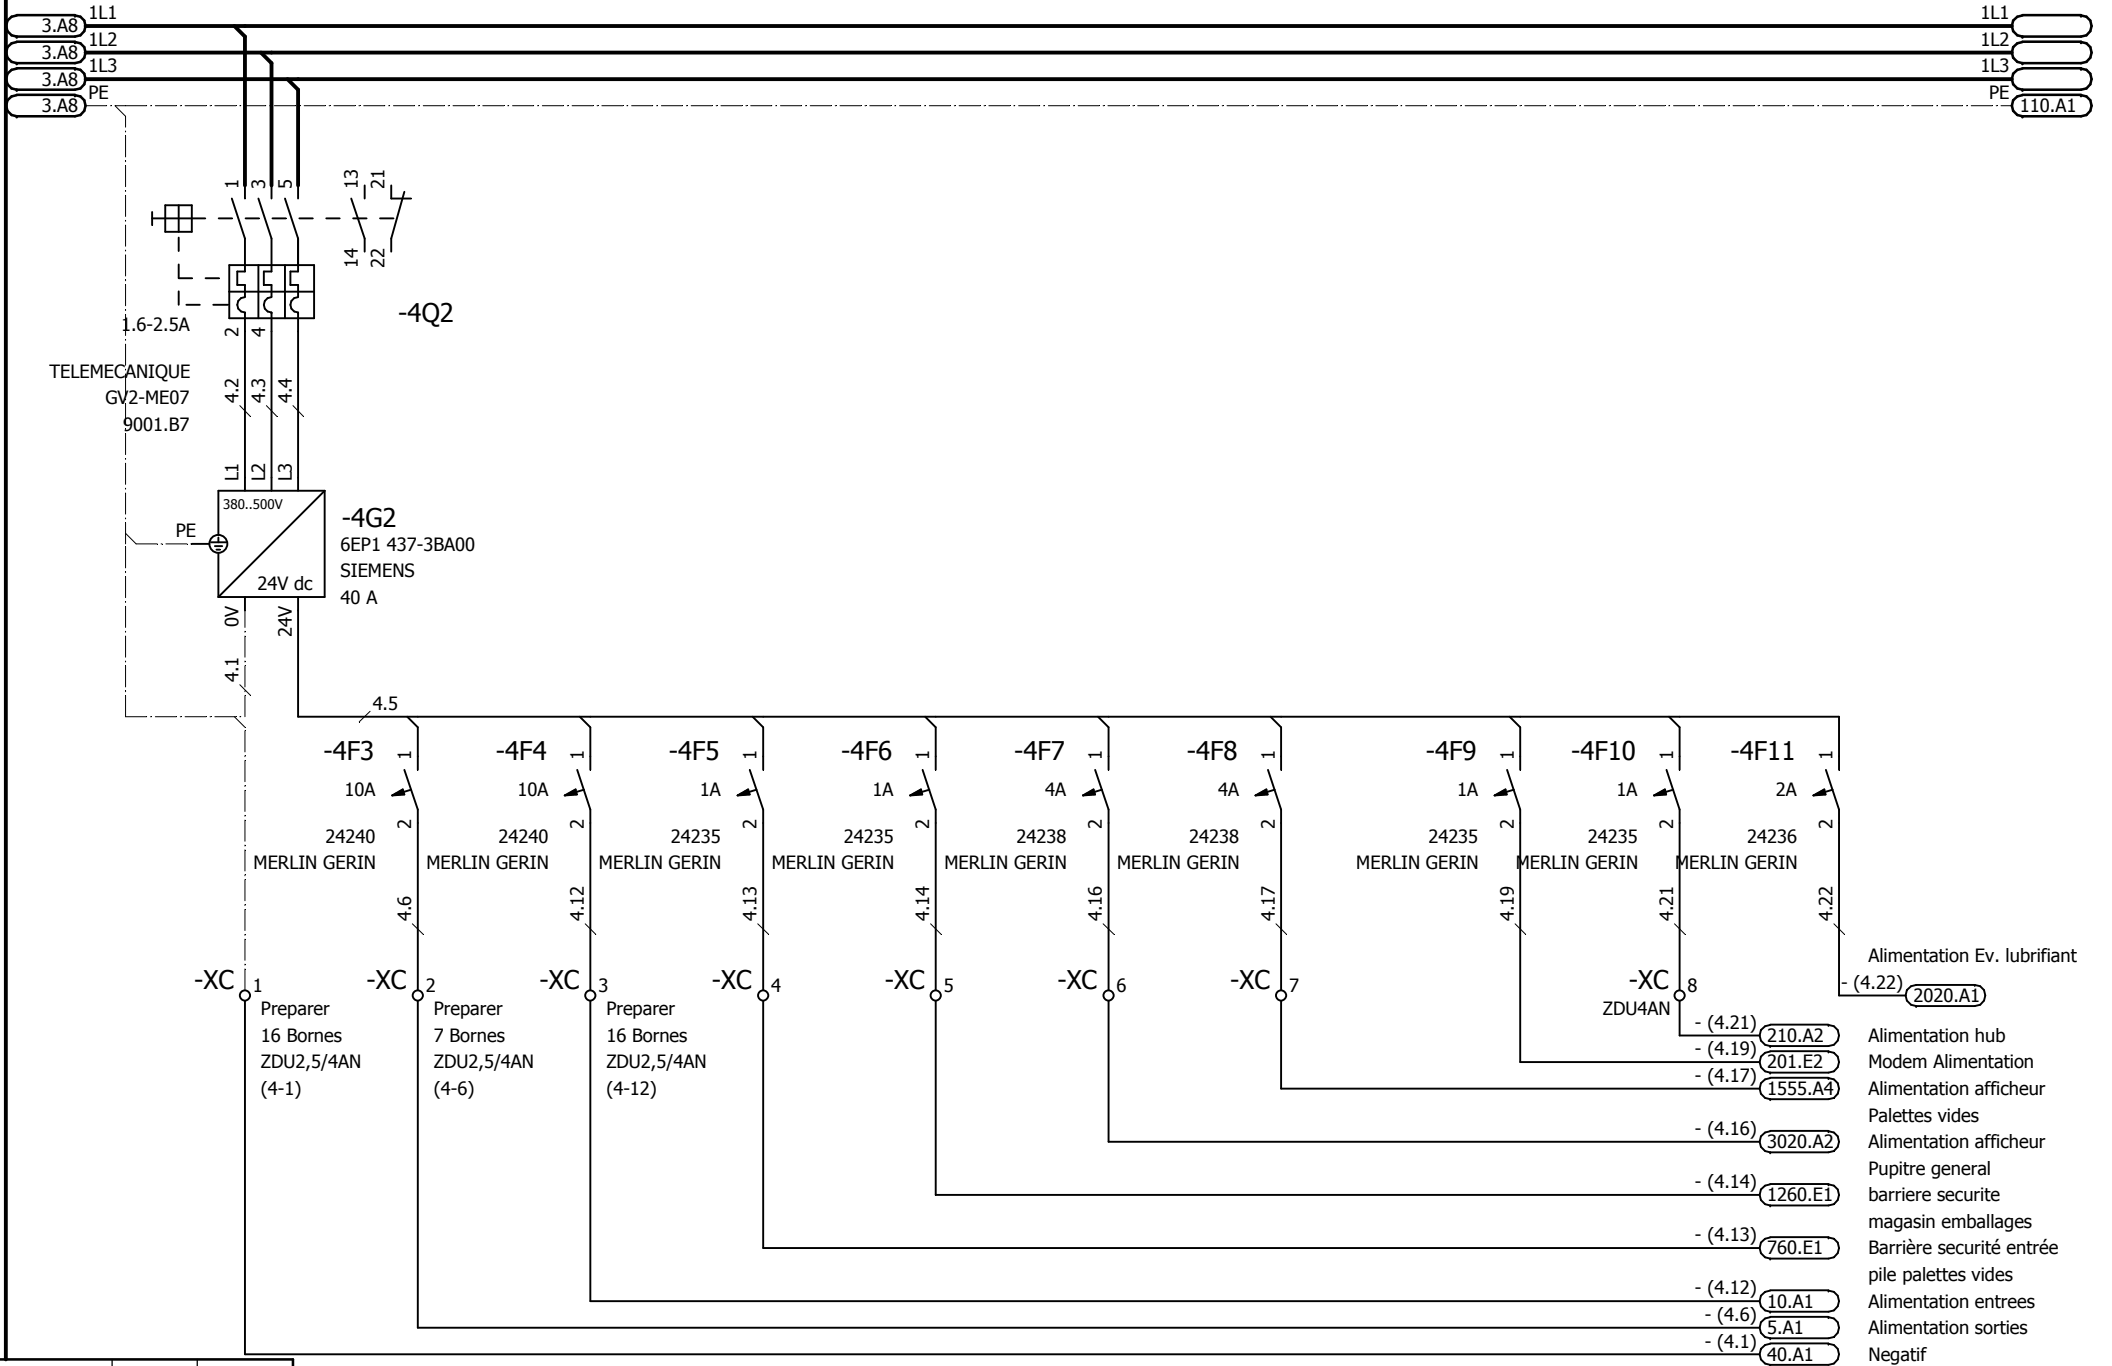 3.A8 1L1 1L1
3.A8 1L2 1L2
3.A8 1L3 1L3
3.A8 PE PE 110.A1
1 3 5 13 21
14 22
1.6-2.5A 2 4 -4Q2
TELEMECANIQUE
GV2-ME07
9001.B7
4.2 4.3 4.4
L1 L2 L3
380..500V
24V dc
PE
-4G2
6EP1 437-3BA00
SIEMENS
40 A
0V 24V
4.1
4.5
-4F3 1 -4F4 1 -4F5 1 -4F6 1 -4F7 1 -4F8 1 -4F9 1 -4F10 1 -4F11 1
10A 10A 1A 1A 4A 4A 1A 1A 2A
2 2 2 2 2 2 2 2 2
24240 24240 24235 24235 24238 24238 24235 24235 24236
MERLIN GERIN MERLIN GERIN MERLIN GERIN MERLIN GERIN MERLIN GERIN MERLIN GERIN MERLIN GERIN MERLIN GERIN MERLIN GERIN
4.6 4.12 4.13 4.14 4.16 4.17 4.19 4.21 4.22
-XC 1 -XC 2 -XC 3 -XC 4 -XC 5 -XC 6 -XC 7 -XC 8
ZDU4AN
Preparer
16 Bornes
ZDU2,5/4AN
(4-1)
Preparer
7 Bornes
ZDU2,5/4AN
(4-6)
Preparer
16 Bornes
ZDU2,5/4AN
(4-12)
Alimentation Ev. lubrifiant
- (4.22) 2020.A1
- (4.21) 210.A2 Alimentation hub
- (4.19) 201.E2 Modem Alimentation
- (4.17) 1555.A4 Alimentation afficheur
Palettes vides
- (4.16) 3020.A2 Alimentation afficheur
Pupitre general
- (4.14) 1260.E1 barriere securite
magasin emballages
- (4.13) 760.E1 Barrière securité entrée
pile palettes vides
- (4.12) 10.A1 Alimentation entrees
- (4.6) 5.A1 Alimentation sorties
- (4.1) 40.A1 Negatif